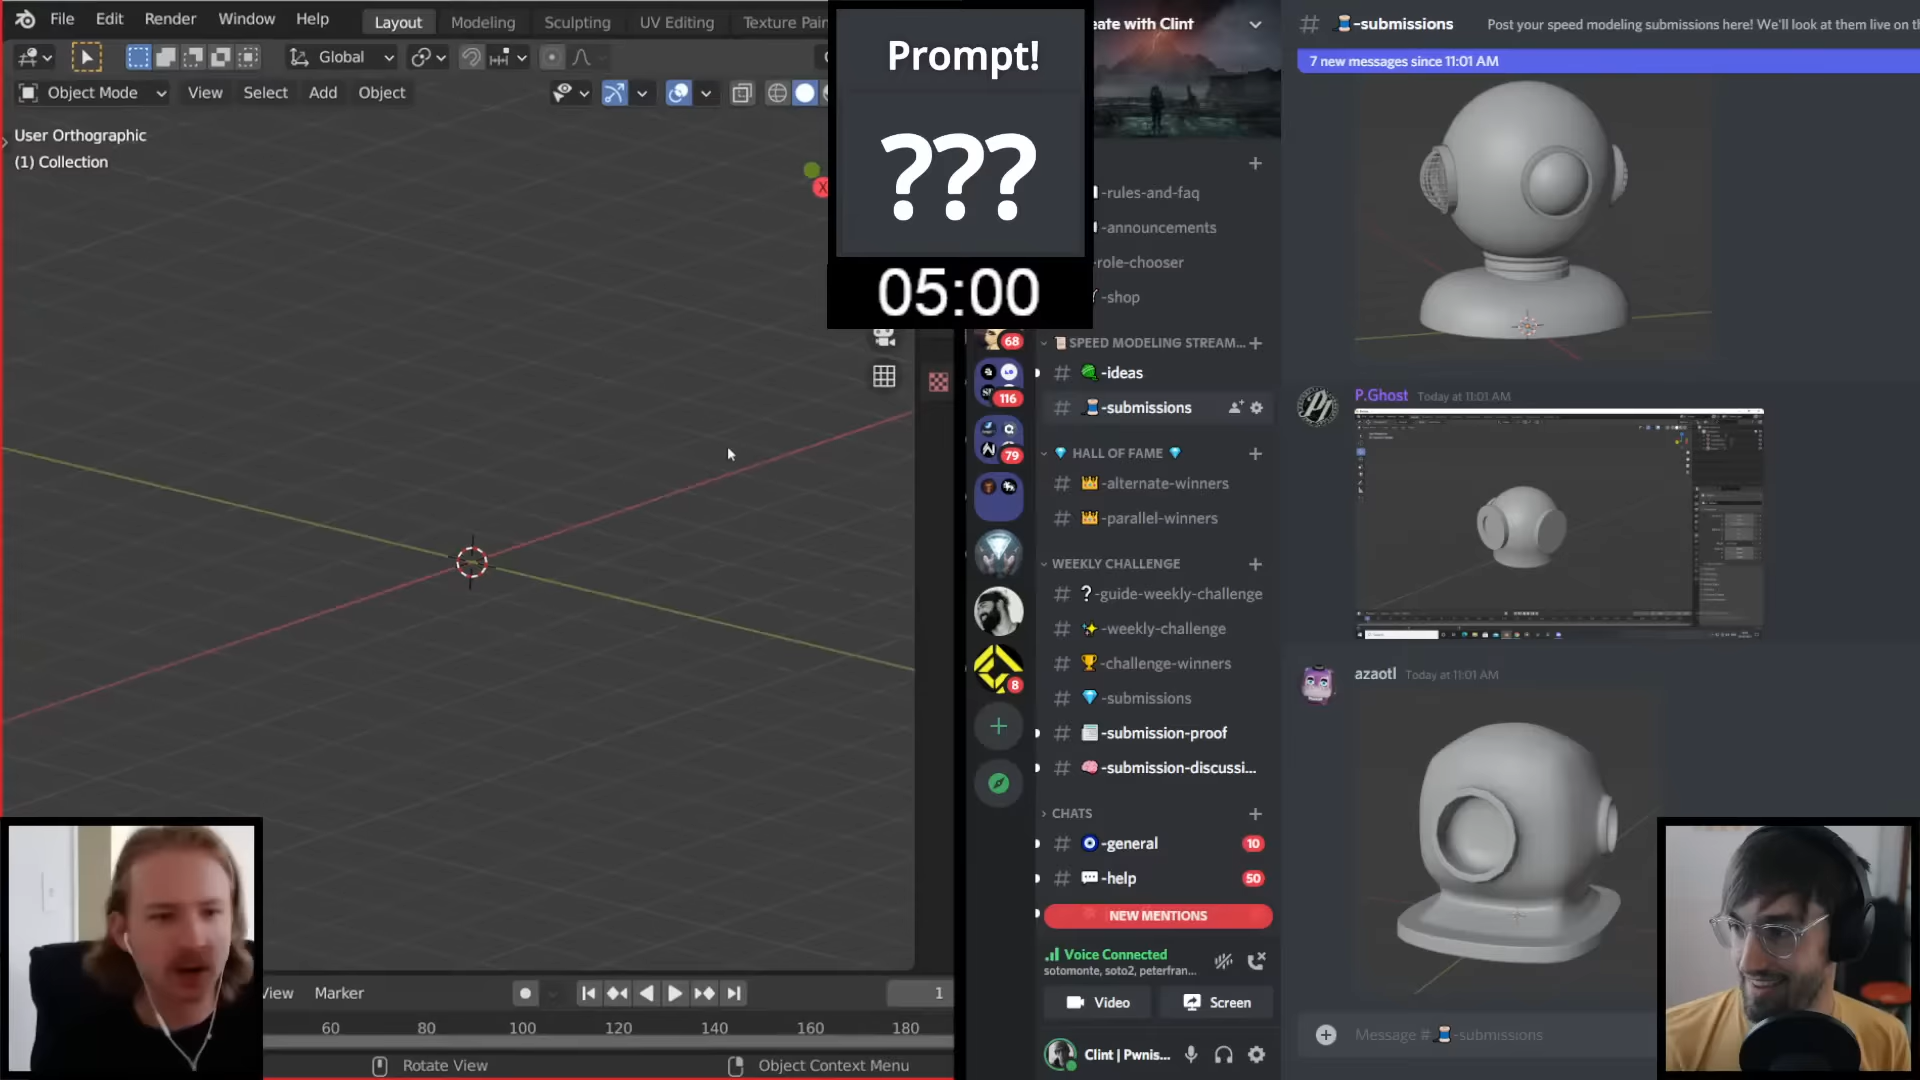 File Edit Render Window Help
Layout Modeling Sculpting UV Editing
Global
Object Mode View Select Add Object
User Orthographic
(1) Collection
X
Prompt!
???
05:00
View Marker
1
60 80 100 120 140 160 180
Rotate View
Object Context Menu
eate with Clint
-rules-and-faq
-announcements
-role-chooser
-shop
SPEED MODELING STREAM...
# -ideas
# -submissions
HALL OF FAME
# -alternate-winners
# -parallel-winners
WEEKLY CHALLENGE
# ?-guide-weekly-challenge
# -weekly-challenge
# -challenge-winners
# -submissions
# -submission-proof
# -submission-discussi...
CHATS
# -general 10
# -help 50
NEW MENTIONS
Voice Connected
sotomonte, soto2, peterfran...
Video Screen
Clint | Pwnis...
68
116
79
8
# -submissions Post your speed modeling submissions here! We'll look at them live on
7 new messages since 11:01 AM
P.Ghost Today at 11:01 AM
azaotl Today at 11:01 AM
Message # -submissions